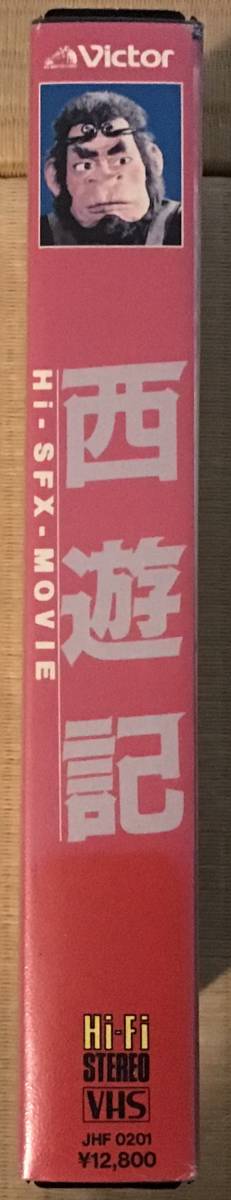 Victor
西遊記
Hi-SFX-MOVIE
Hi-Fi
STEREO
VHS
JHF 0201
¥12,800